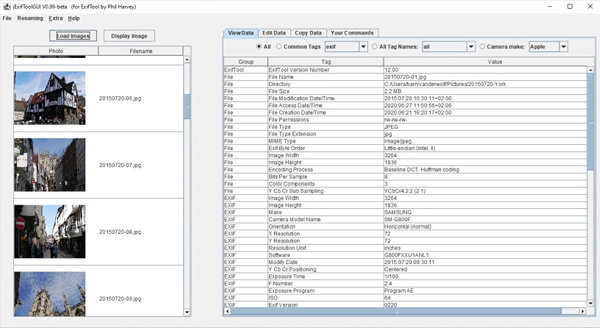 jExifToolGUI V0.99-beta (for ExifTool by Phil Harvey)
File Renaming Extra Help
Load Images Display Image
Photo Filename
20150720-06.jpg
20150720-07.jpg
20150720-08.jpg
20150720-09.jpg
View Data Edit Data Copy Data Your Commands
All Common Tags exif All Tag Names: all Camera make: Apple
Group Tag Value
ExifTool ExifTool Version Number 12.00
File File Name 20150720-01.jpg
File Directory C:/Users/harryvanderwolf/Pictures/20150720-York
File File Size 2.2 MB
File File Modification Date/Time 2015:07:20 10:30:11+02:00
File File Access Date/Time 2020:06:27 11:50:56+02:00
File File Creation Date/Time 2020:06:21 16:20:17+02:00
File File Permissions rw-rw-rw-
File File Type JPEG
File File Type Extension jpg
File MIME Type image/jpeg
File Exif Byte Order Little-endian (Intel, II)
File Image Width 3264
File Image Height 1836
File Encoding Process Baseline DCT, Huffman coding
File Bits Per Sample 8
File Color Components 3
File Y Cb Cr Sub Sampling YCbCr4:2:2 (2 1)
EXIF Image Width 3264
EXIF Image Height 1836
EXIF Make SAMSUNG
EXIF Camera Model Name SM-G800F
EXIF Orientation Horizontal (normal)
EXIF X Resolution 72
EXIF Y Resolution 72
EXIF Resolution Unit inches
EXIF Software G800FXXU1ANL1
EXIF Modify Date 2015:07:20 09:30:11
EXIF Y Cb Cr Positioning Centered
EXIF Exposure Time 1/100
EXIF F Number 2.4
EXIF Exposure Program Program AE
EXIF ISO 64
EXIF Exif Version 0220